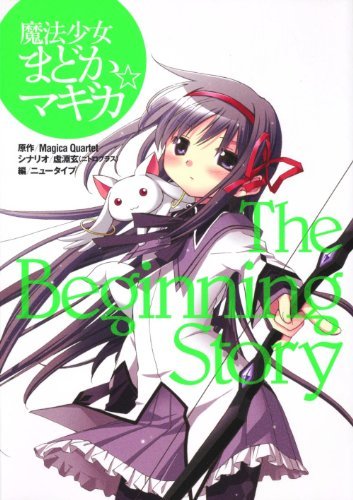 魔法少女
まどか☆
マギカ
原作/Magica Quartet
シナリオ/虚淵玄(ニトロプラス)
編/ニュータイプ
The
Beginning
Story